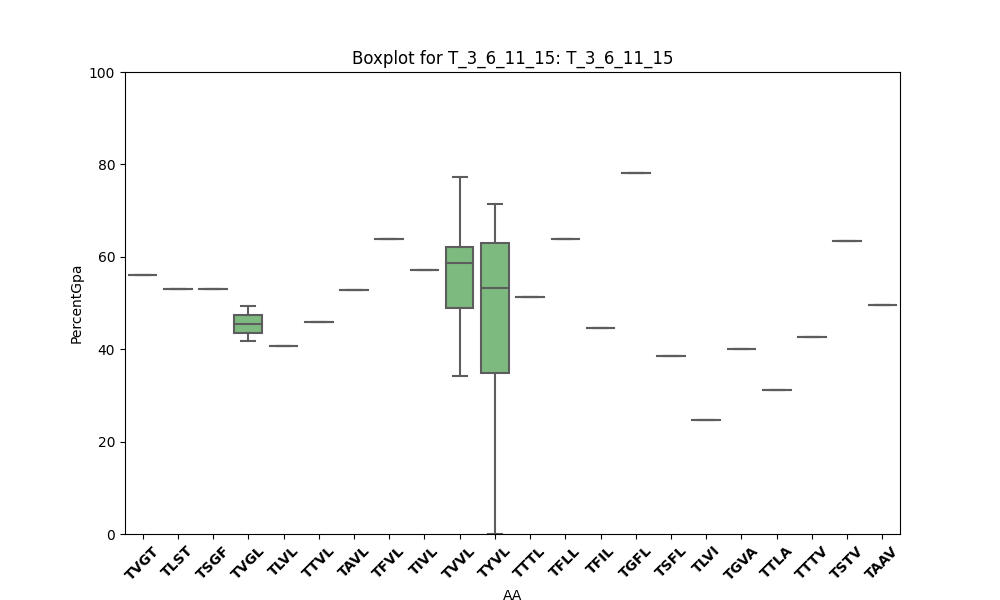 Boxplot for T_3_6_11_15: T_3_6_11_15
PercentGpa
100
80
60
40
20
0
TVGT TLST TSGF TVGL TLVL TTVL TAVL TFVL TIVL TVVL TYVL TTTL TFLL TFIL TGFL TSFL TLVI TGVA TTLA TTTV TSTV TAAV
AA